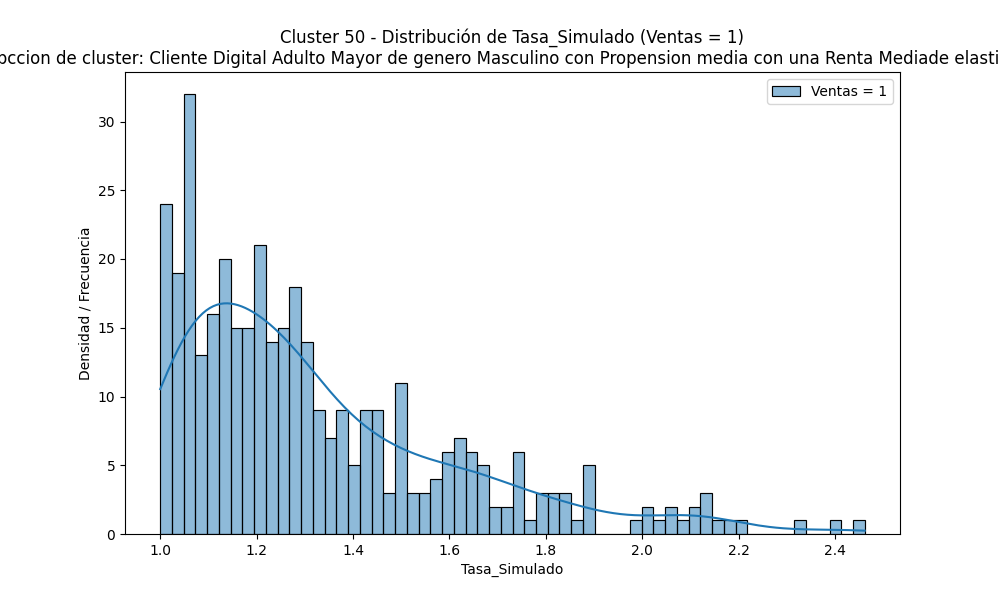 Cluster 50 - Distribución de Tasa_Simulado (Ventas = 1)
de cluster: Cliente Digital Adulto Mayor de genero Masculino con Propension media con una Renta Mediade
Ventas = 1
Densidad / Frecuencia
30
25
20
15
10
5
0
1.0 1.2 1.4 1.6 1.8 2.0 2.2 2.4
Tasa_Simulado